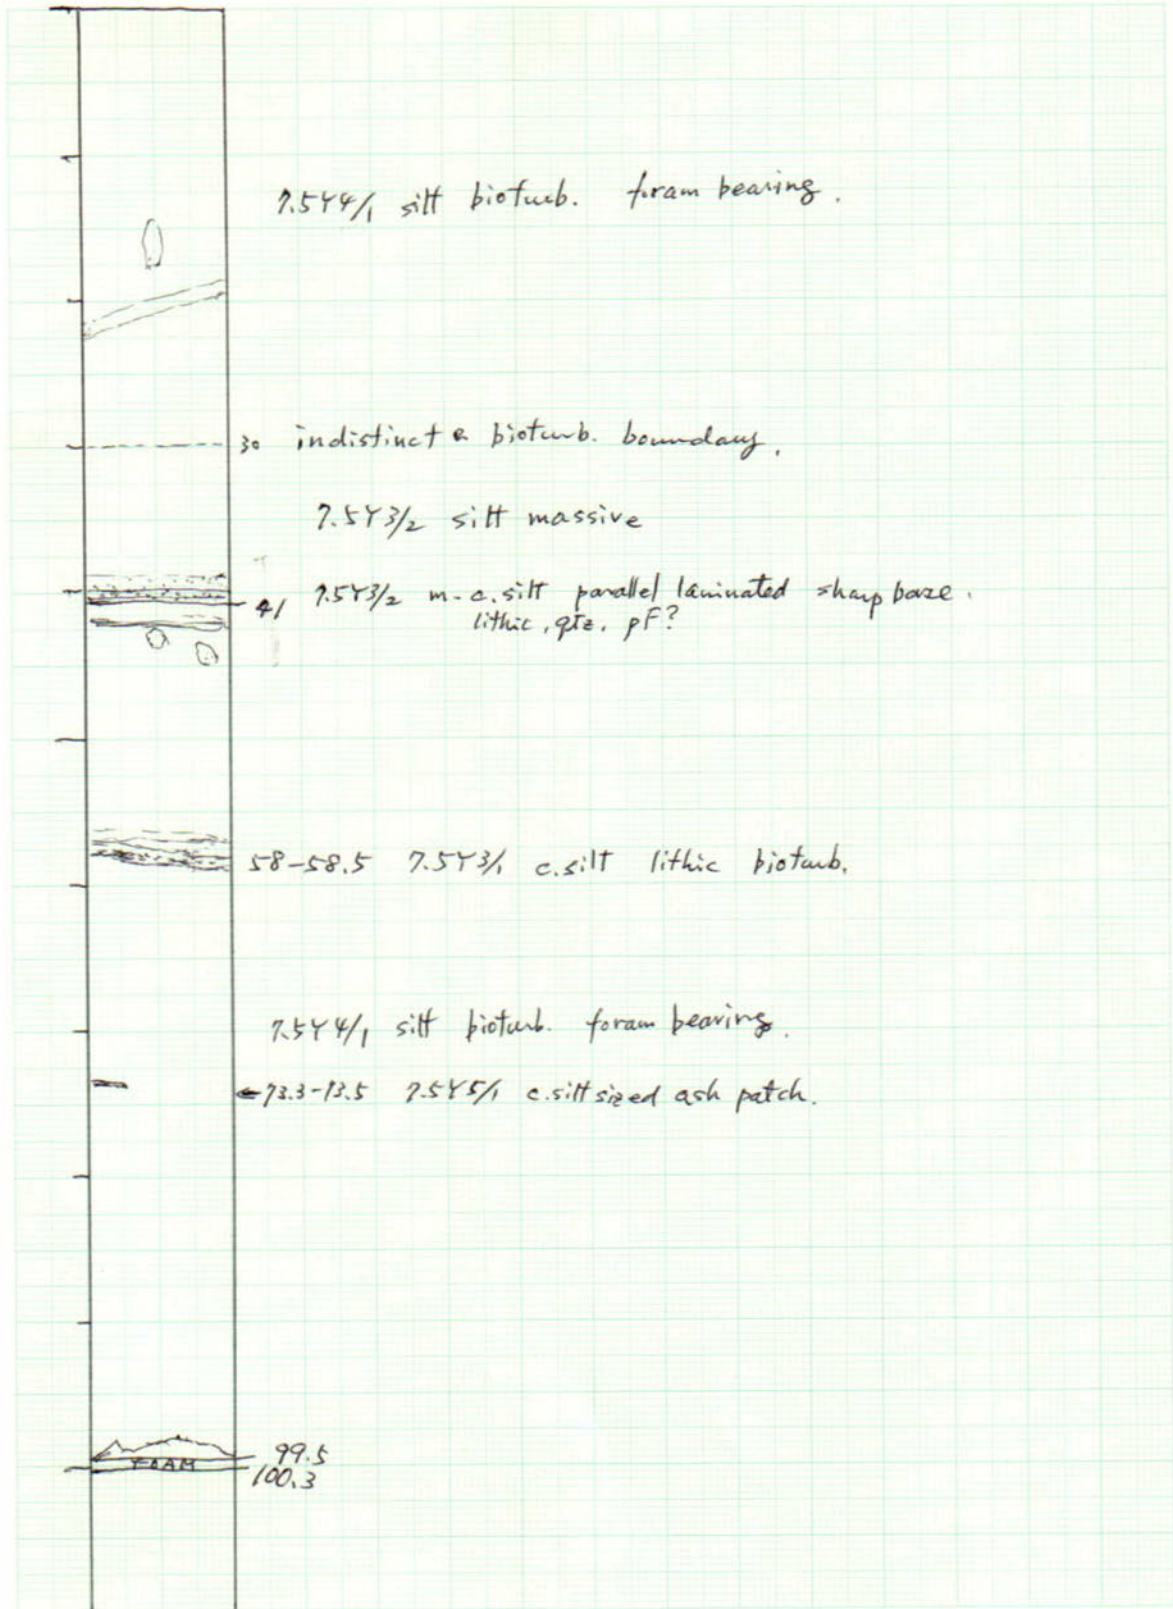 7.5Y4/1 silt bioturb. foram bearing.
30 indistinct & bioturb. boundary.
7.5Y3/2 silt massive
41 7.5Y3/2 m-c.silt parallel laminated sharp base.
lithic, qtz, pF?
58-58.5 7.5Y3/1 c.silt lithic bioturb.
7.5Y4/1 silt bioturb. foram bearing.
73.3-73.5 7.5Y5/1 c.silt sized ash patch.
99.5
FOAM
100.3